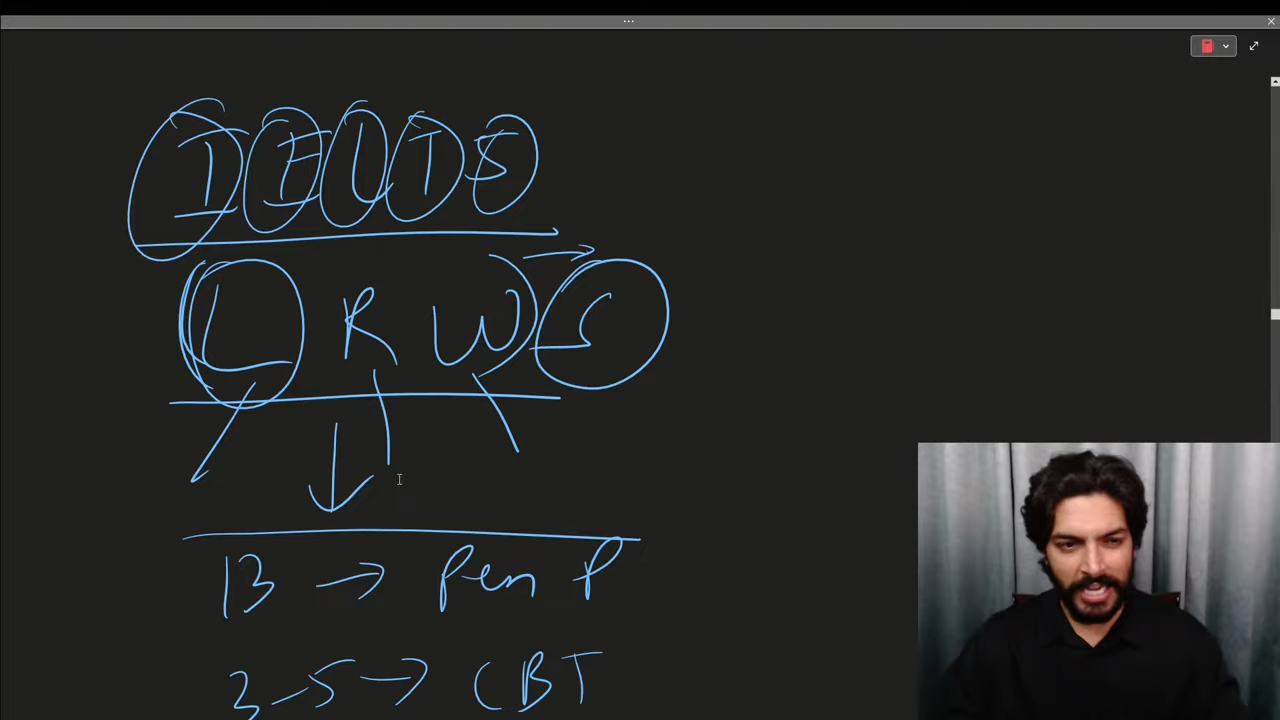 IELTS
L R W S
13 → Pen P
3-5 → CBT